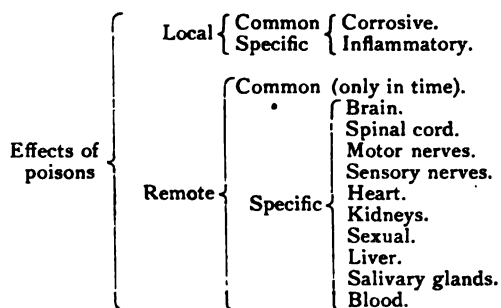 Local Common Corrosive.
Specific Inflammatory.
Common (only in time).
Brain.
Spinal cord.
Effects of Motor nerves.
poisons Sensory nerves.
Remote Specific Heart.
Kidneys.
Sexual.
Liver.
Salivary glands.
Blood.